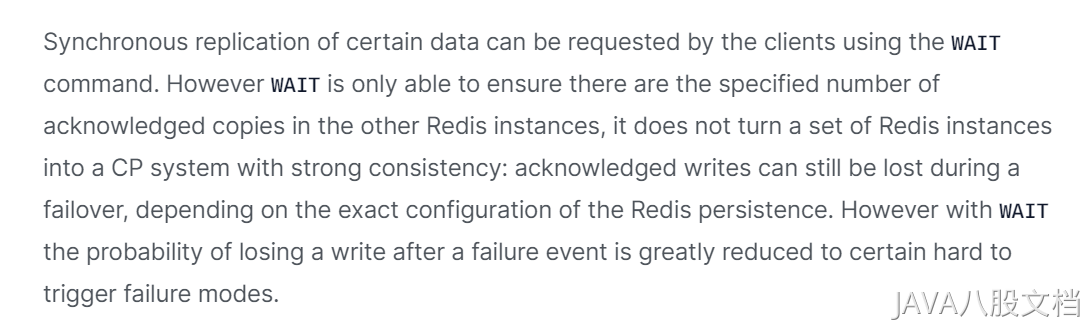 Synchronous replication of certain data can be requested by the clients using the WAIT
command. However WAIT is only able to ensure there are the specified number of
acknowledged copies in the other Redis instances, it does not turn a set of Redis instances
into a CP system with strong consistency: acknowledged writes can still be lost during a
failover, depending on the exact configuration of the Redis persistence. However with WAIT
the probability of losing a write after a failure event is greatly reduced to certain hard to
trigger failure modes.
JAVA八股文档